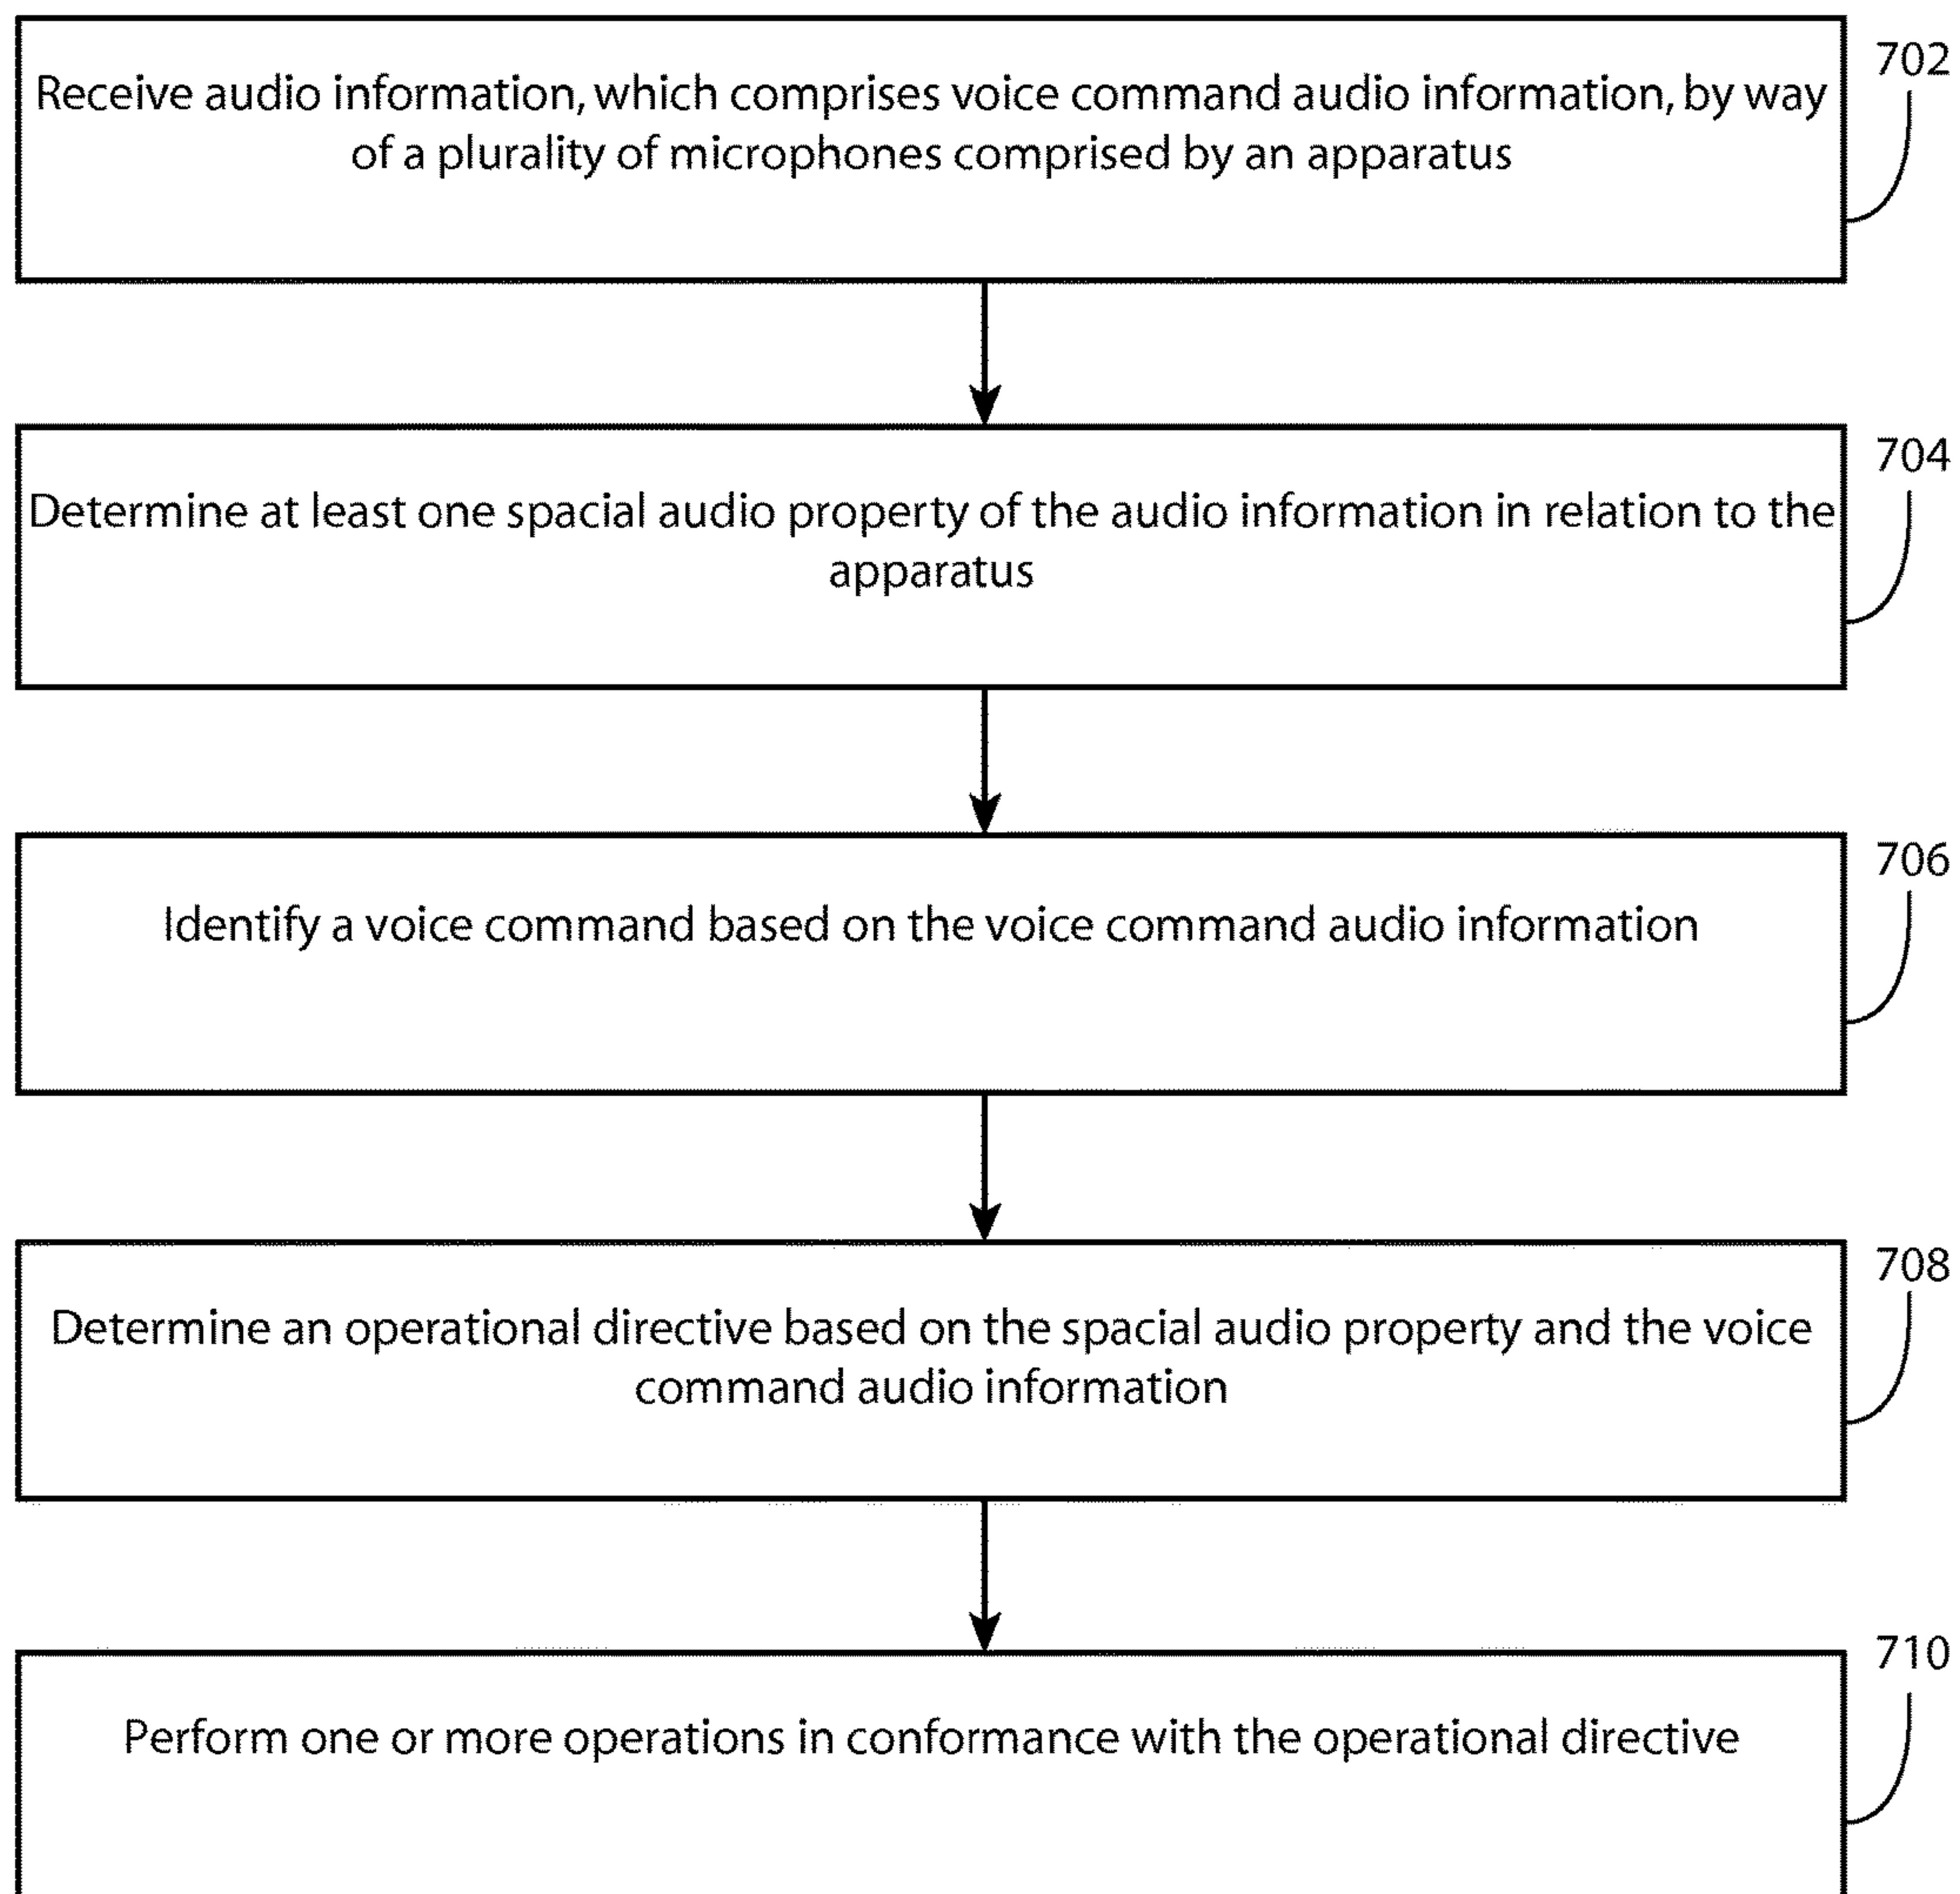 702
Receive audio information, which comprises voice command audio information, by way
of a plurality of microphones comprised by an apparatus
704
Determine at least one spacial audio property of the audio information in relation to the
apparatus
706
Identify a voice command based on the voice command audio information
708
Determine an operational directive based on the spacial audio property and the voice
command audio information
710
Perform one or more operations in conformance with the operational directive